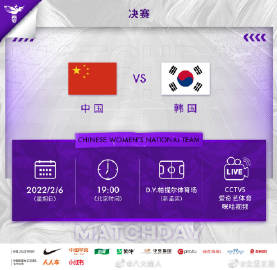 决赛
VS
中国
韩国
CHINESE WOMEN'S NATIONAL TEAM
2022/2/6
(星期日)
19:00
(北京时间)
D.Y.帕提尔体育场
(新孟买)
LIVE
CCTV5
爱奇艺体育
咪咕视频
MATCHDAY